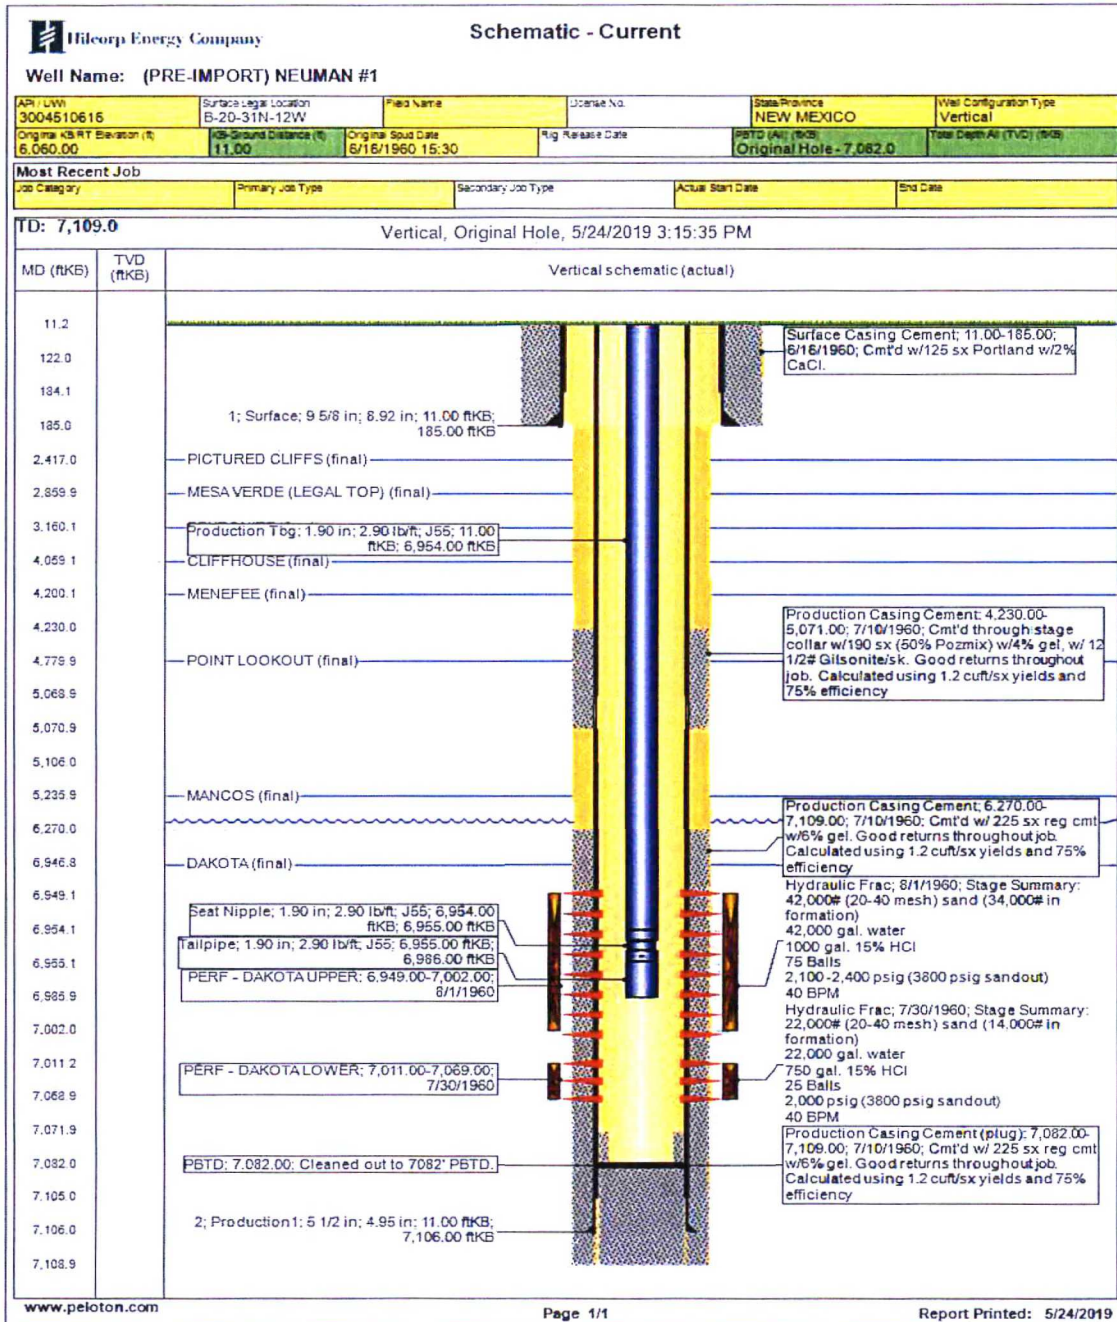 Hilcorp Energy Company
Schematic - Current
Well Name: (PRE-IMPORT) NEUMAN #1
API / UWI
3004510615
Surface Legal Location
B-20-31N-12W
Field Name
License No.
State/Province
NEW MEXICO
Well Configuration Type
Vertical
Original KB/RT Elevation (ft)
6,060.00
KB-Ground Distance (ft)
11.00
Original Spud Date
6/16/1960 15:30
Rig Release Date
PBTD (All) (ftKB)
Original Hole - 7,082.0
Total Depth All (TVD) (ftKB)
Most Recent Job
Job Category
Primary Job Type
Secondary Job Type
Actual Start Date
End Date
TD: 7,109.0
Vertical, Original Hole, 5/24/2019 3:15:35 PM
MD (ftKB)
TVD
(ftKB)
Vertical schematic (actual)
11.2
Surface Casing Cement; 11.00-185.00;
6/16/1960; Cmt'd w/125 sx Portland w/2%
CaCl.
122.0
184.1
1; Surface; 9 5/8 in; 8.92 in; 11.00 ftKB;
185.00 ftKB
185.0
2,417.0
PICTURED CLIFFS (final)
2,859.9
MESA VERDE (LEGAL TOP) (final)
3,160.1
Production Tbg; 1.90 in; 2.90 lb/ft; J55; 11.00
ftKB; 6,954.00 ftKB
4,059.1
CLIFFHOUSE (final)
4,200.1
MENEFEE (final)
4,230.0
Production Casing Cement; 4,230.00-
5,071.00; 7/10/1960; Cmt'd through stage
collar w/190 sx (50% Pozmix) w/4% gel, w/ 12
1/2# Gilsonite/sk. Good returns throughout
job. Calculated using 1.2 cuft/sx yields and
75% efficiency
4,779.9
POINT LOOKOUT (final)
5,068.9
5,070.9
5,106.0
5,235.9
MANCOS (final)
6,270.0
Production Casing Cement; 6,270.00-
7,109.00; 7/10/1960; Cmt'd w/ 225 sx reg cmt
w/6% gel. Good returns throughout job.
Calculated using 1.2 cuft/sx yields and 75%
efficiency
6,946.8
DAKOTA (final)
6,949.1
Hydraulic Frac; 8/1/1960; Stage Summary:
42,000# (20-40 mesh) sand (34,000# in
formation)
42,000 gal. water
1000 gal. 15% HCl
75 Balls
2,100-2,400 psig (3800 psig sandout)
40 BPM
6,954.1
Seat Nipple; 1.90 in; 2.90 lb/ft; J55; 6,954.00
ftKB; 6,955.00 ftKB
6,955.1
Tailpipe; 1.90 in; 2.90 lb/ft; J55; 6,955.00 ftKB;
6,986.00 ftKB
6,985.9
PERF - DAKOTA UPPER; 6,949.00-7,002.00;
8/1/1960
7,002.0
Hydraulic Frac; 7/30/1960; Stage Summary:
22,000# (20-40 mesh) sand (14,000# in
formation)
22,000 gal. water
750 gal. 15% HCl
25 Balls
2,000 psig (3800 psig sandout)
40 BPM
7,011.2
PERF - DAKOTA LOWER; 7,011.00-7,069.00;
7/30/1960
7,068.9
7,071.9
Production Casing Cement (plug); 7,082.00-
7,109.00; 7/10/1960; Cmt'd w/ 225 sx reg cmt
w/6% gel. Good returns throughout job.
Calculated using 1.2 cuft/sx yields and 75%
efficiency
7,082.0
PBTD; 7,082.00; Cleaned out to 7082' PBTD.
7,105.0
7,106.0
2; Production1; 5 1/2 in; 4.95 in; 11.00 ftKB;
7,106.00 ftKB
7,108.9
www.peloton.com
Page 1/1
Report Printed: 5/24/2019